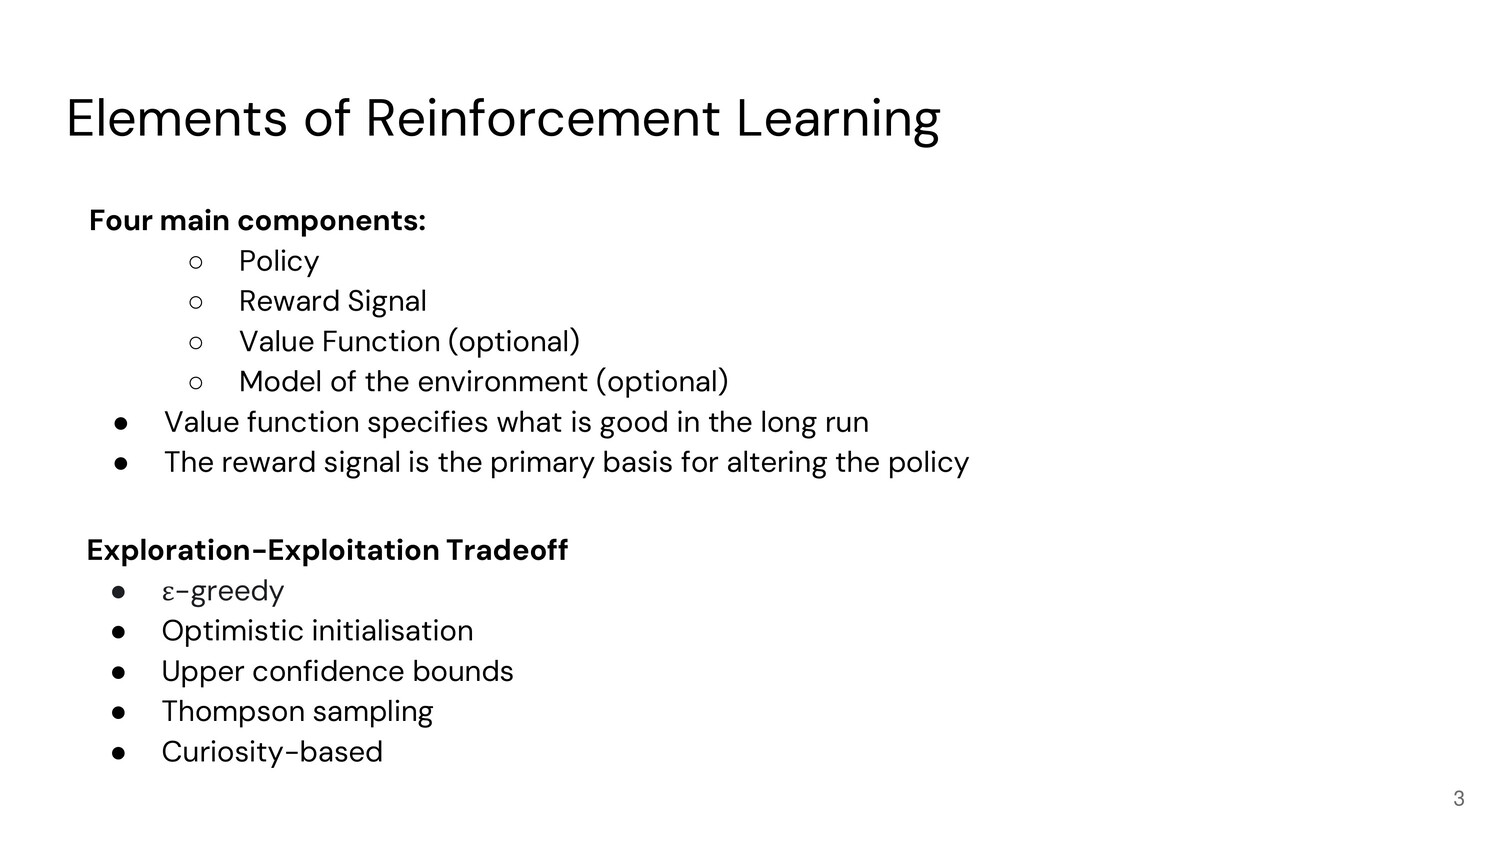 Elements of Reinforcement Learning
Four main components:
○ Policy
○ Reward Signal
○ Value Function (optional)
○ Model of the environment (optional)
● Value function specifies what is good in the long run
● The reward signal is the primary basis for altering the policy
Exploration-Exploitation Tradeoff
● ε-greedy
● Optimistic initialisation
● Upper confidence bounds
● Thompson sampling
● Curiosity-based
3